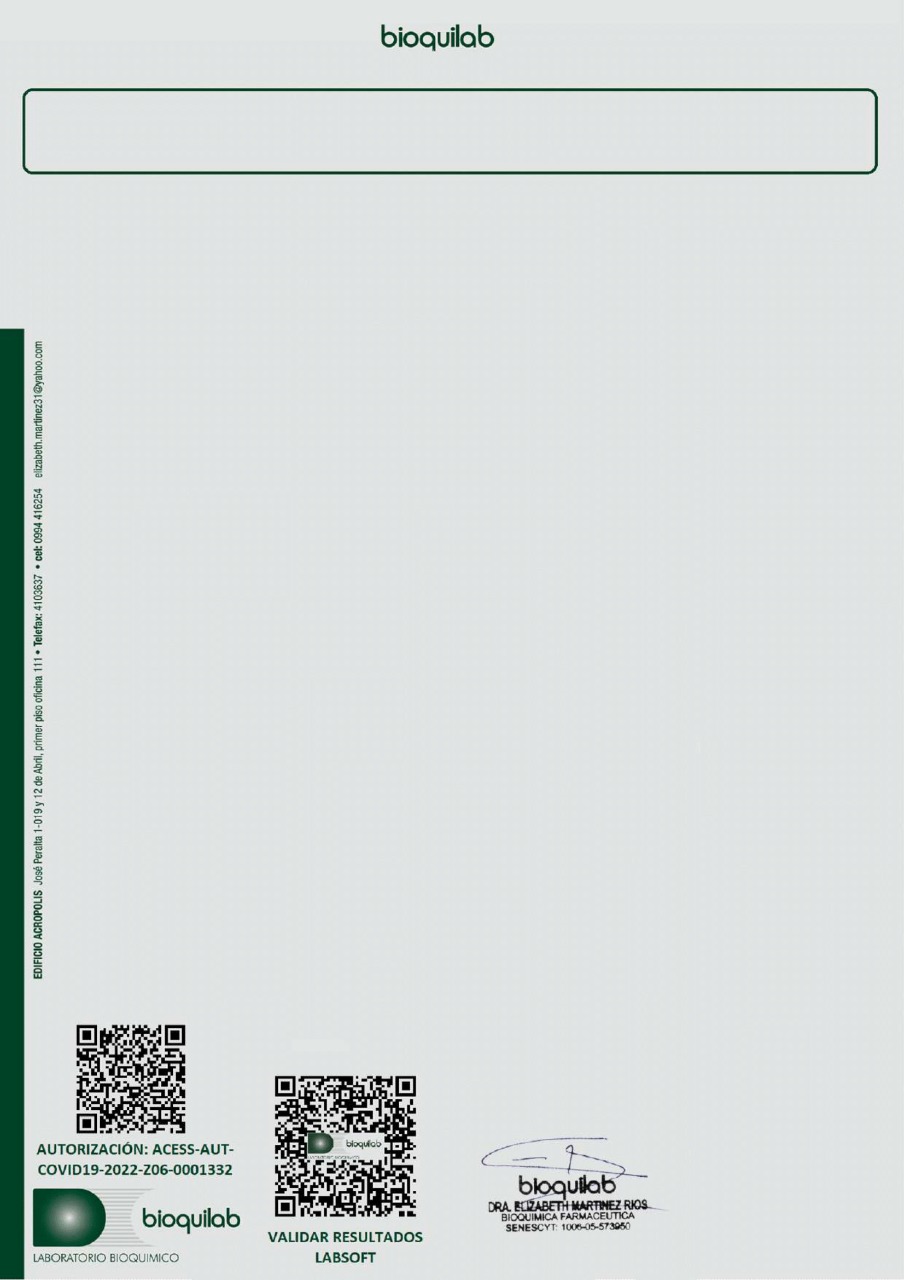 bioquilab
EDIFICIO ACROPOLIS José Peralta 1-019 y 12 de Abril, primer piso oficina 111 • Telefax: 4103637 • cel: 0994 416254 elizabeth.martinez31@yahoo.com
AUTORIZACIÓN: ACESS-AUT-
COVID19-2022-Z06-0001332
bioquilab
LABORATORIO BIOQUIMICO
bioquilab
VALIDAR RESULTADOS
LABSOFT
bioquilab
DRA. ELIZABETH MARTINEZ RIOS
BIOQUIMICA FARMACEUTICA
SENESCYT: 1006-05-573950